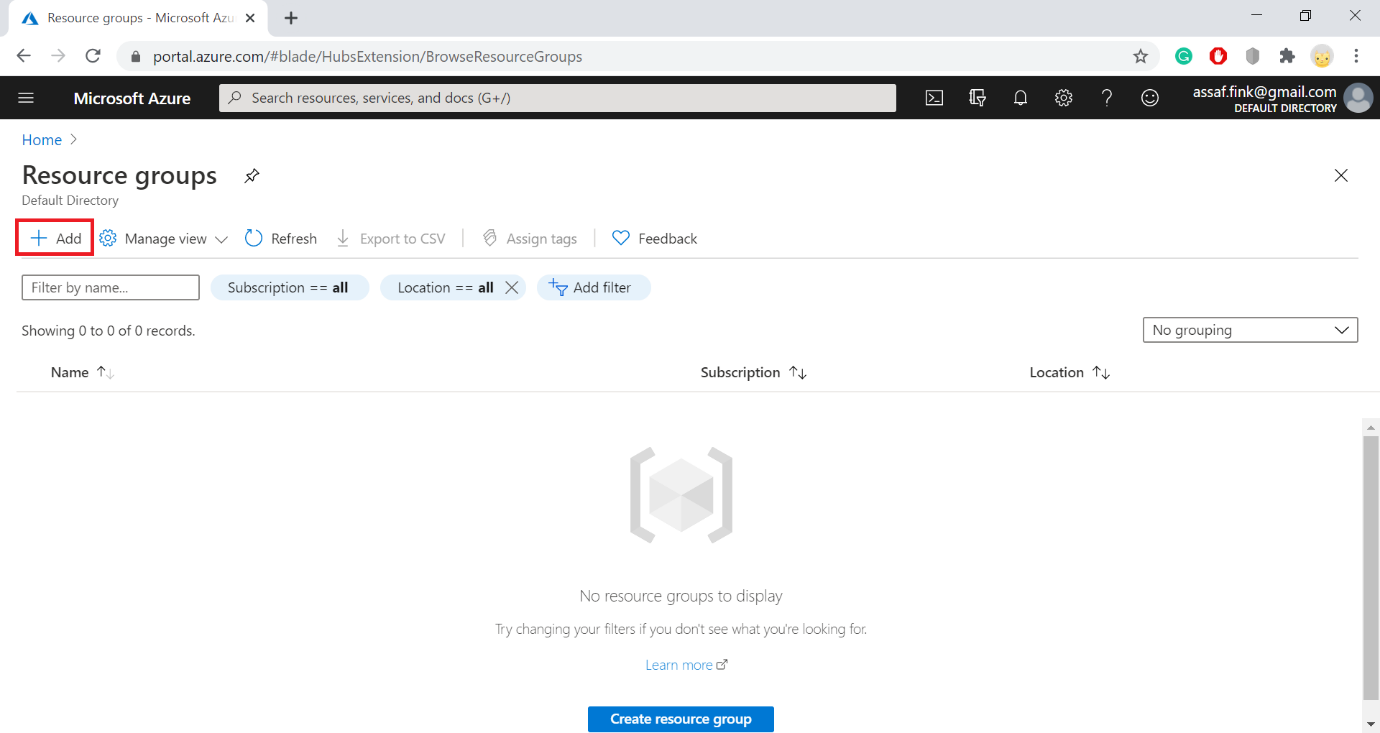 Resource groups - Microsoft Azu
portal.azure.com/#blade/HubsExtension/BrowseResourceGroups
Microsoft Azure
Search resources, services, and docs (G+/)
assaf.fink@gmail.com
DEFAULT DIRECTORY
Home
Resource groups
Default Directory
Add Manage view Refresh Export to CSV Assign tags Feedback
Filter by name... Subscription == all Location == all Add filter
Showing 0 to 0 of 0 records. No grouping
Name Subscription Location
No resource groups to display
Try changing your filters if you don't see what you're looking for.
Learn more
Create resource group